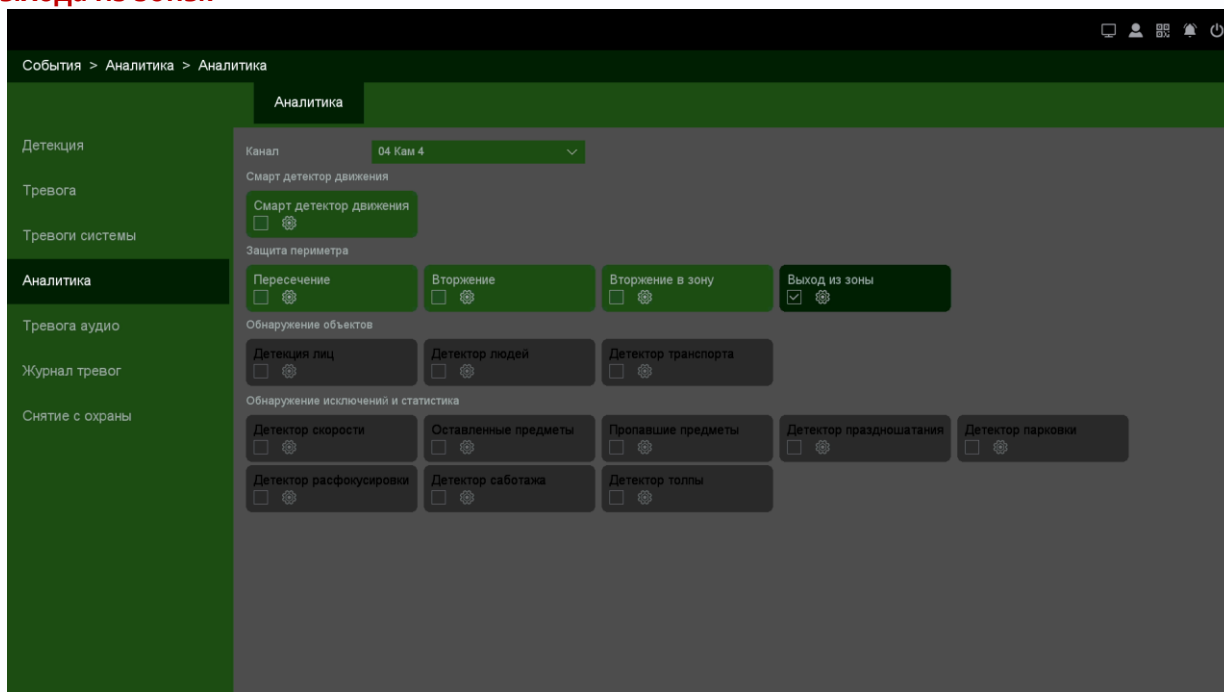 выхода из зоны.
События > Аналитика > Аналитика
Аналитика
Детекция
Тревога
Тревоги системы
Аналитика
Тревога аудио
Журнал тревог
Снятие с охраны
Канал 04 Кам 4
Смарт детектор движения
Смарт детектор движения
Защита периметра
Пересечение Вторжение Вторжение в зону Выход из зоны
Обнаружение объектов
Детекция лиц Детектор людей Детектор транспорта
Обнаружение исключений и статистика
Детектор скорости Оставленные предметы Пропавшие предметы Детектор праздношатания Детектор парковки
Детектор расфокусировки Детектор саботажа Детектор толпы